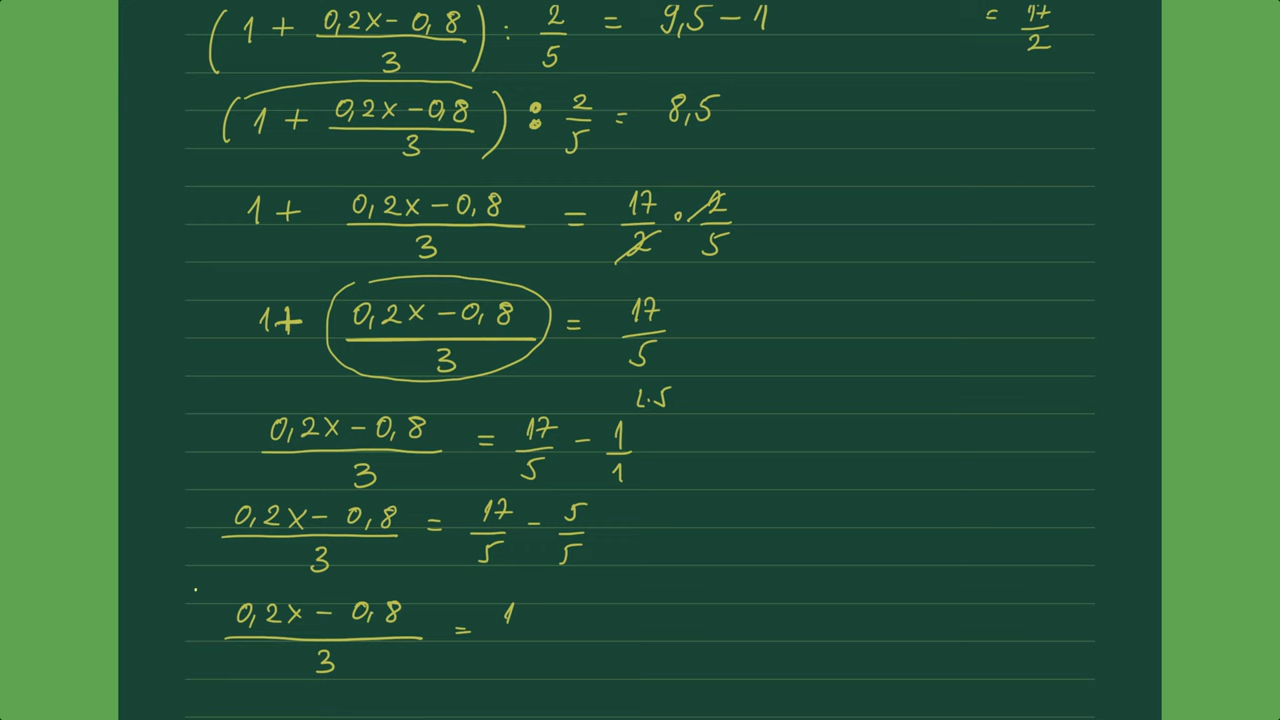 (1 + (0,2x − 0,8)/3) : 2/5 = 9,5 − 1
= 17/2
(1 + (0,2x − 0,8)/3) : 2/5 = 8,5
1 + (0,2x − 0,8)/3 = 17/2 · 2/5
1 + (0,2x − 0,8)/3 = 17/5
(0,2x − 0,8)/3 = 17/5 − 1/1
(0,2x − 0,8)/3 = 17/5 − 5/5
(0,2x − 0,8)/3 = 1